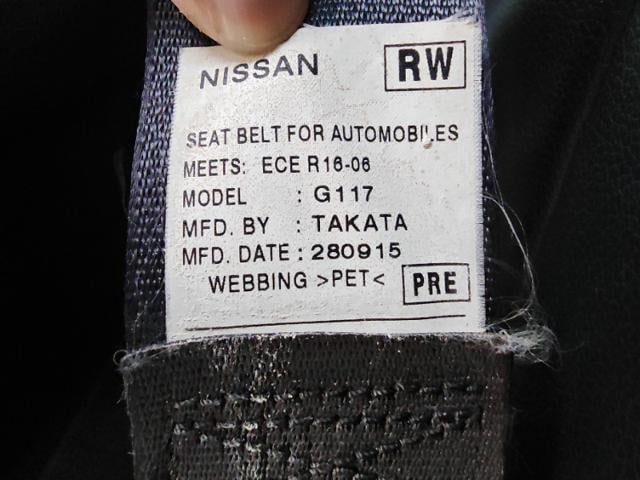 NISSAN RW
SEAT BELT FOR AUTOMOBILES
MEETS: ECE R16-06
MODEL : G117
MFD. BY : TAKATA
MFD. DATE : 280915
WEBBING >PET< PRE